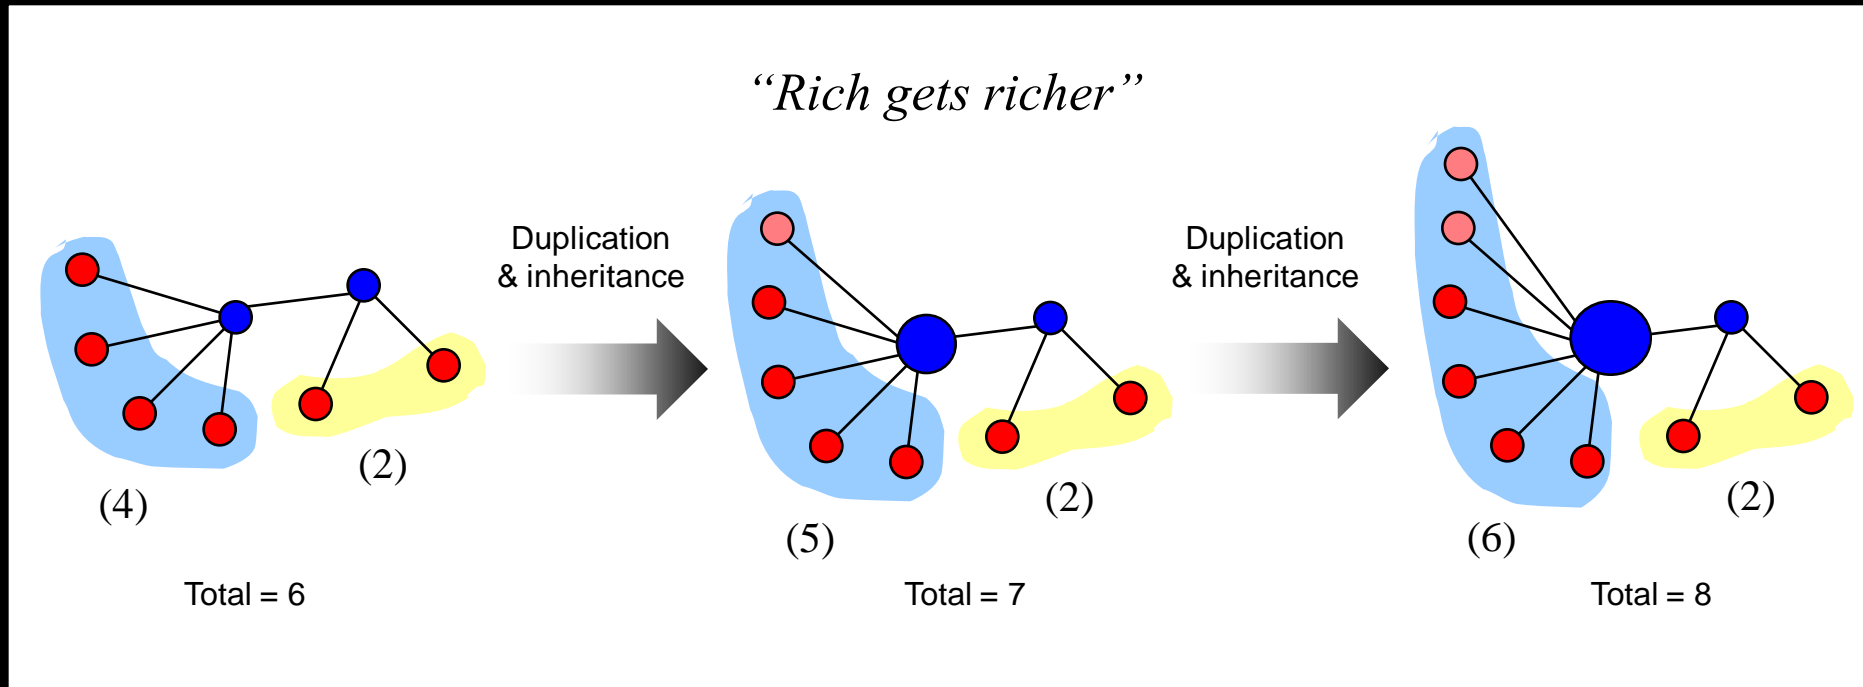 “Rich gets richer”
Duplication
& inheritance
Duplication
& inheritance
(4)
(2)
(5)
(2)
(6)
(2)
Total = 6
Total = 7
Total = 8